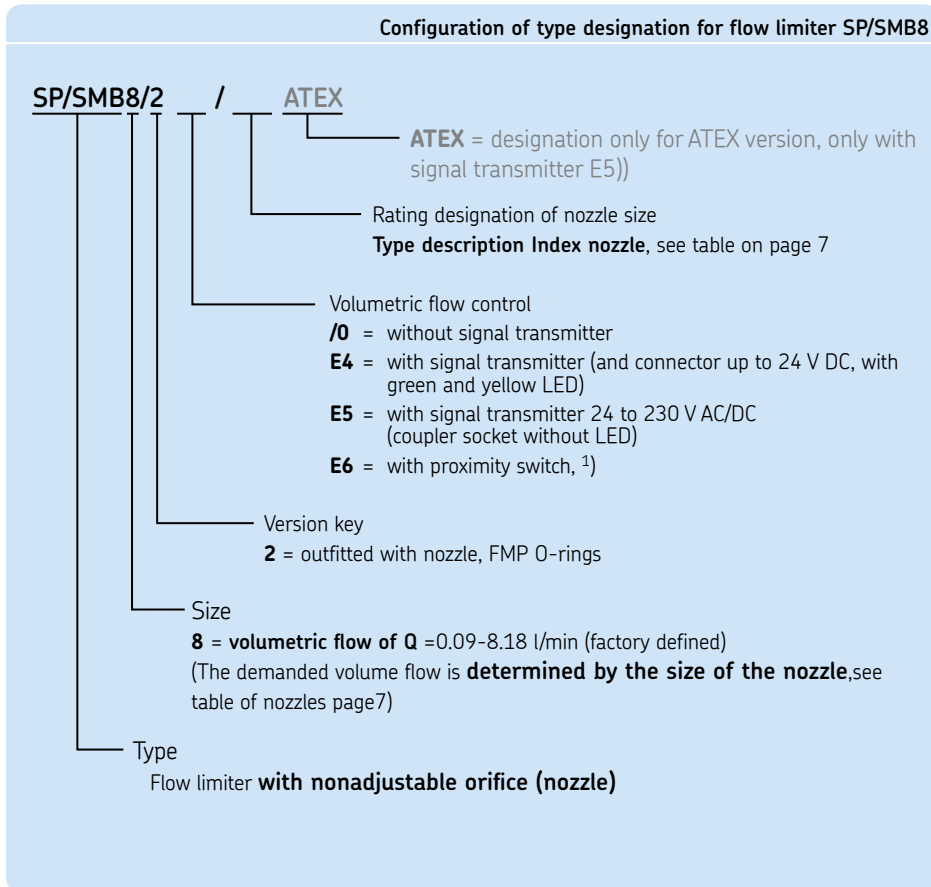 Configuration of type designation for flow limiter SP/SMB8
SP/SMB8/2 / ATEX
ATEX = designation only for ATEX version, only with
signal transmitter E5))
Rating designation of nozzle size
Type description Index nozzle, see table on page 7
Volumetric flow control
/0 = without signal transmitter
E4 = with signal transmitter (and connector up to 24 V DC, with
green and yellow LED)
E5 = with signal transmitter 24 to 230 V AC/DC
(coupler socket without LED)
E6 = with proximity switch, ¹)
Version key
2 = outfitted with nozzle, FMP O-rings
Size
8 = volumetric flow of Q =0.09-8.18 l/min (factory defined)
(The demanded volume flow is determined by the size of the nozzle,see
table of nozzles page7)
Type
Flow limiter with nonadjustable orifice (nozzle)